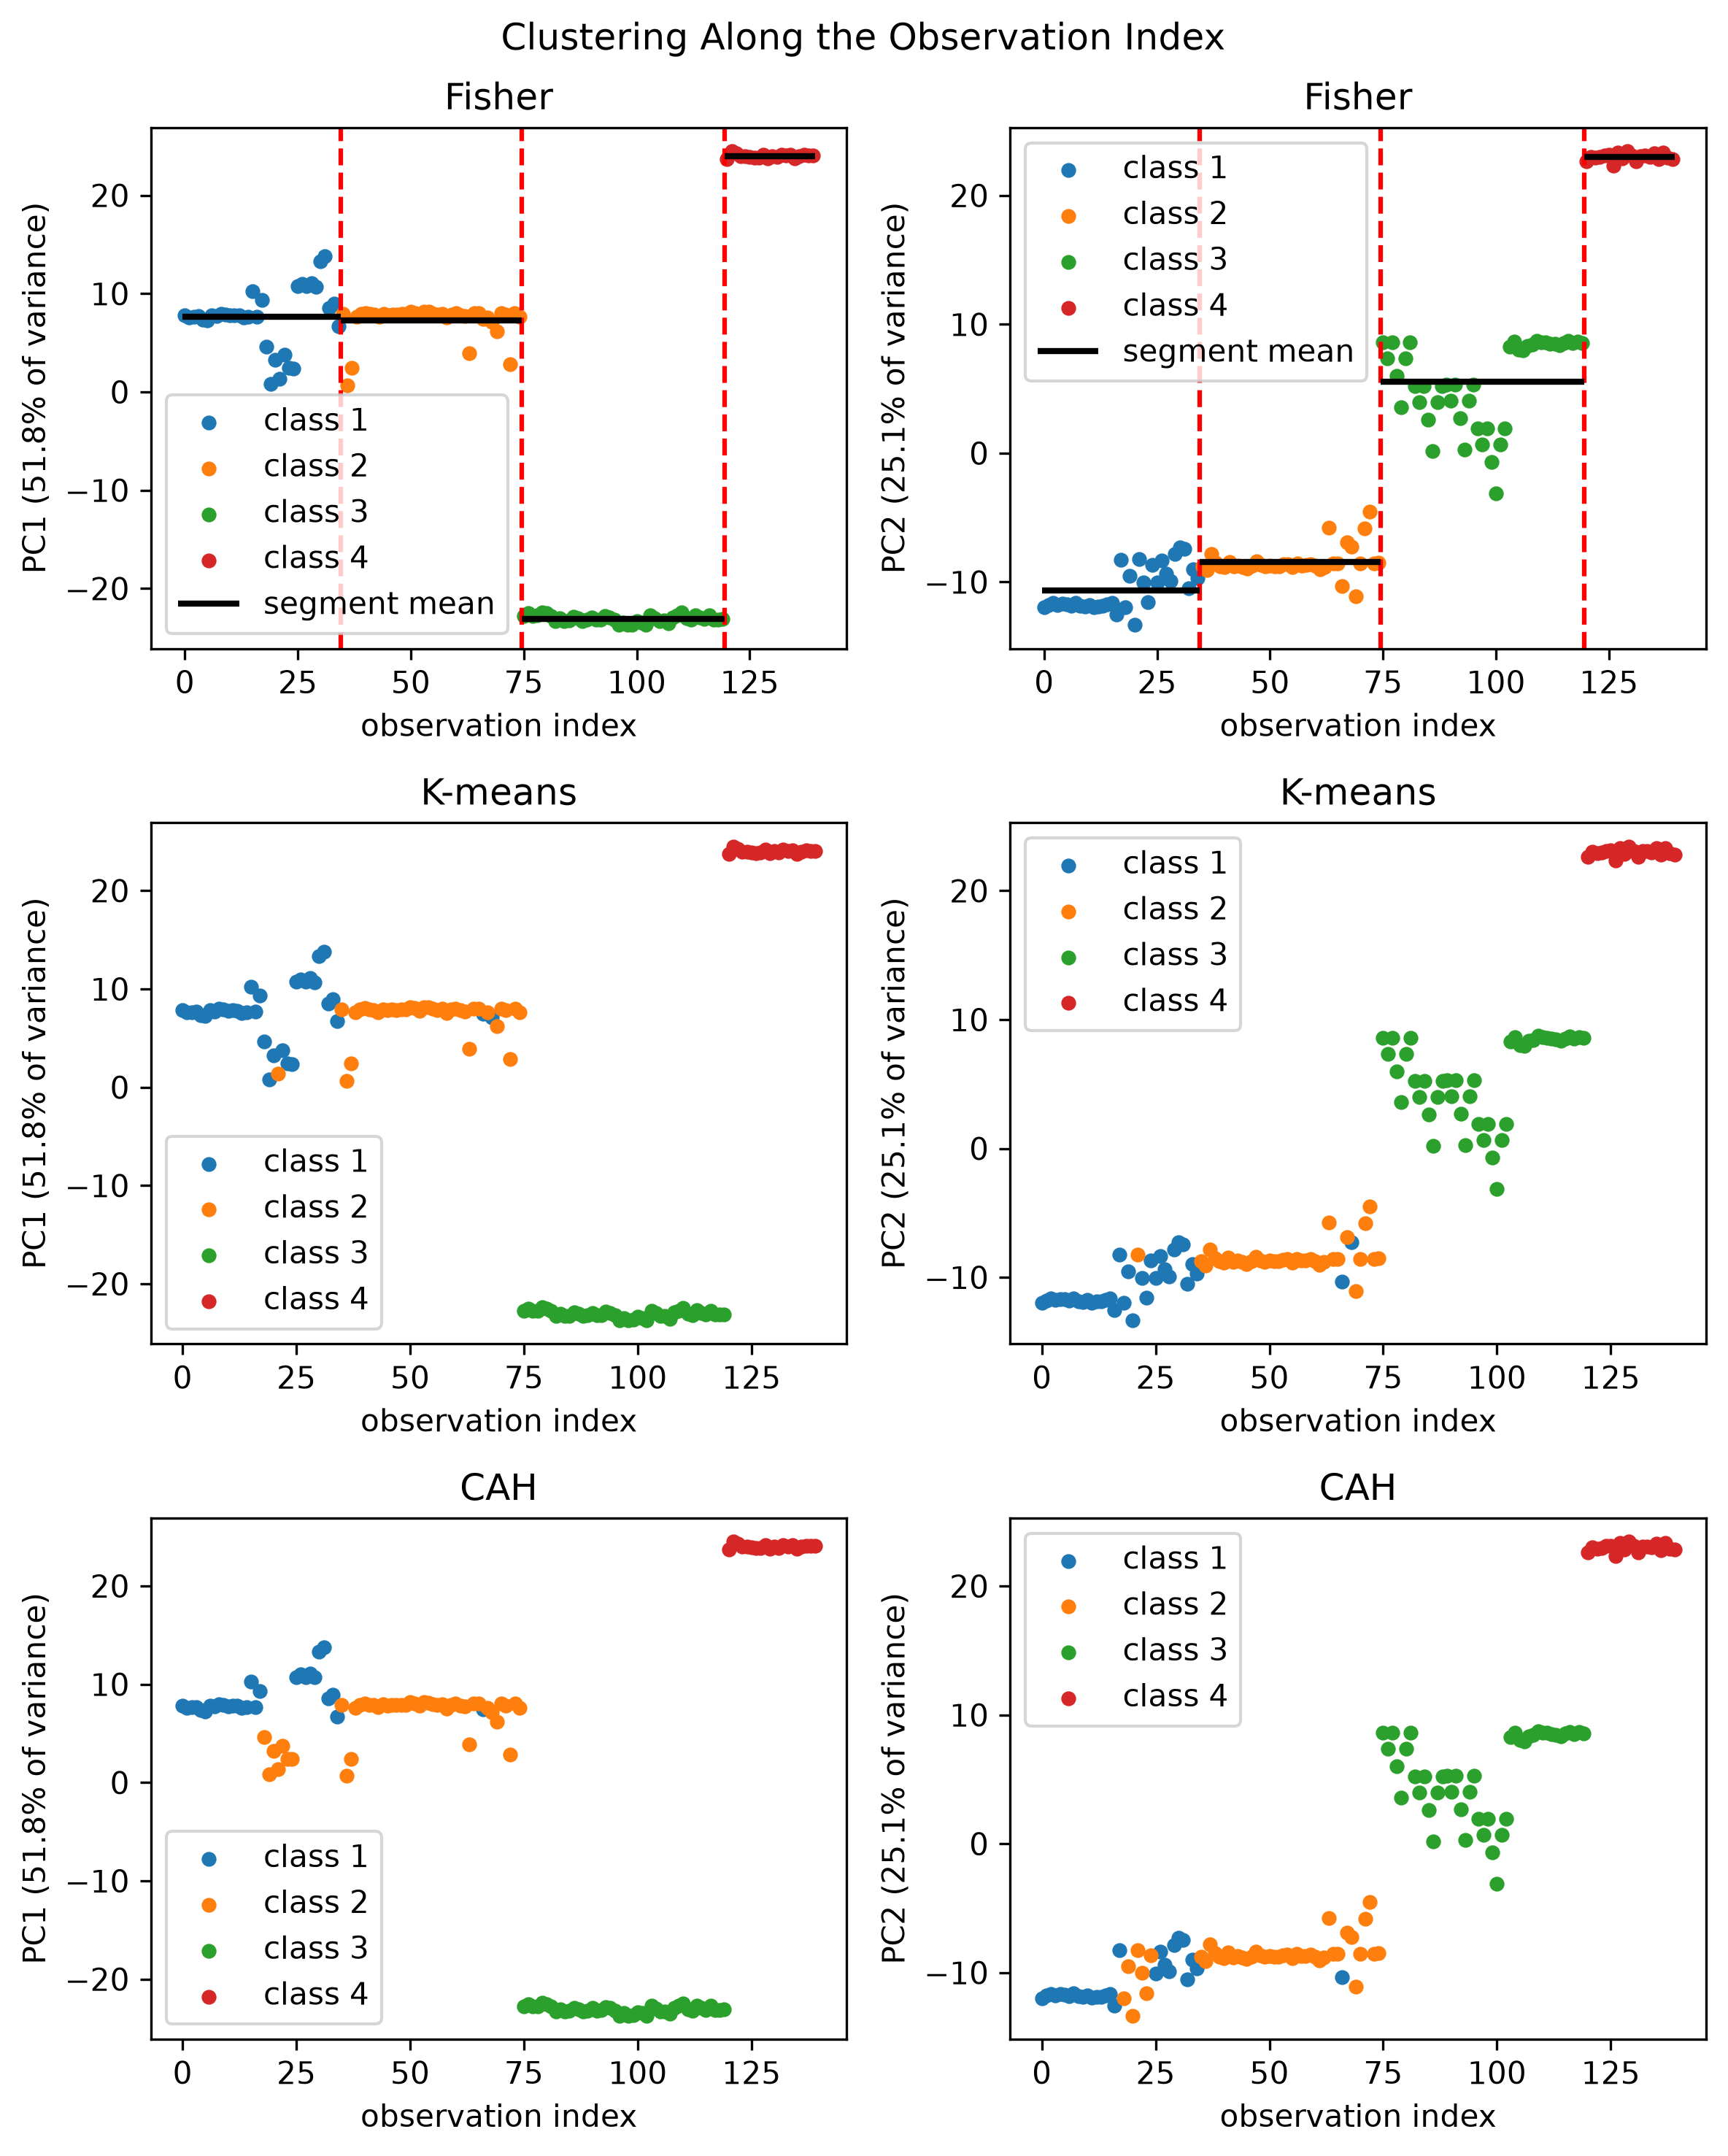 Clustering Along the Observation Index
Fisher
PC1 (51.8% of variance)
20
10
0
−10
−20
class 1
class 2
class 3
class 4
segment mean
0 25 50 75 100 125
observation index
Fisher
PC2 (25.1% of variance)
20
10
0
−10
class 1
class 2
class 3
class 4
segment mean
0 25 50 75 100 125
observation index
K-means
PC1 (51.8% of variance)
20
10
0
−10
−20
class 1
class 2
class 3
class 4
0 25 50 75 100 125
observation index
K-means
PC2 (25.1% of variance)
20
10
0
−10
class 1
class 2
class 3
class 4
0 25 50 75 100 125
observation index
CAH
PC1 (51.8% of variance)
20
10
0
−10
−20
class 1
class 2
class 3
class 4
0 25 50 75 100 125
observation index
CAH
PC2 (25.1% of variance)
20
10
0
−10
class 1
class 2
class 3
class 4
0 25 50 75 100 125
observation index